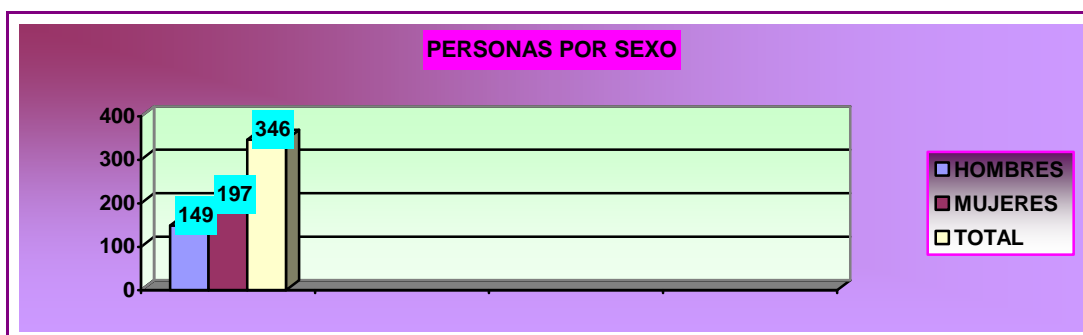 PERSONAS POR SEXO
400
300
200
100
0
149
197
346
HOMBRES
MUJERES
TOTAL